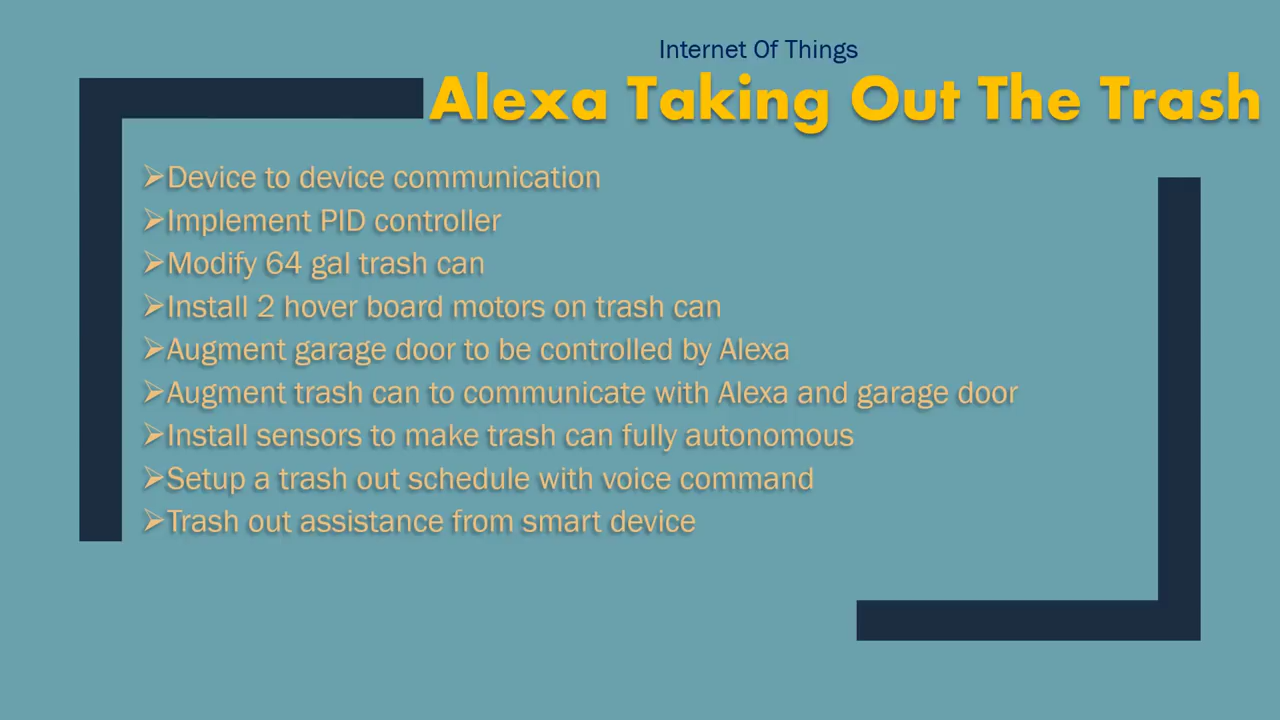 Internet Of Things
Alexa Taking Out The Trash
➢Device to device communication
➢Implement PID controller
➢Modify 64 gal trash can
➢Install 2 hover board motors on trash can
➢Augment garage door to be controlled by Alexa
➢Augment trash can to communicate with Alexa and garage door
➢Install sensors to make trash can fully autonomous
➢Setup a trash out schedule with voice command
➢Trash out assistance from smart device